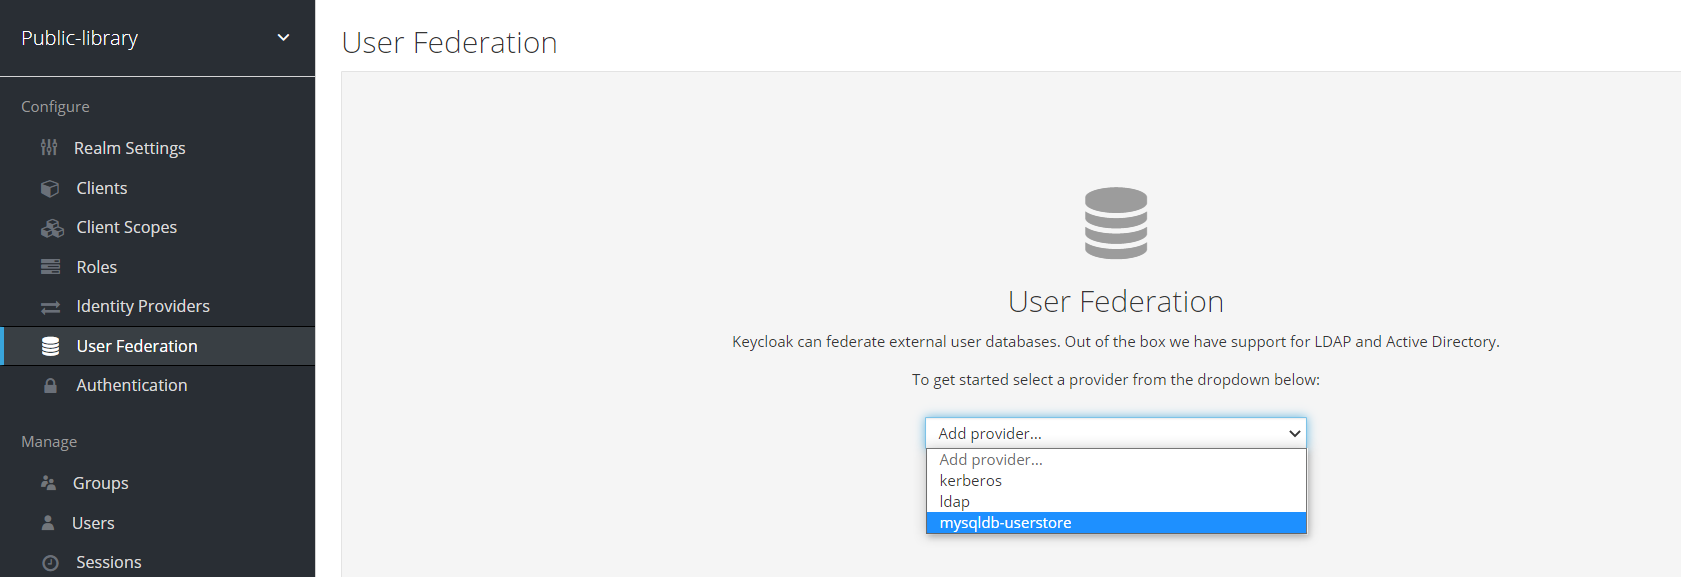 Public-library
Configure
Realm Settings
Clients
Client Scopes
Roles
Identity Providers
User Federation
Authentication
Manage
Groups
Users
Sessions
User Federation
User Federation
Keycloak can federate external user databases. Out of the box we have support for LDAP and Active Directory.
To get started select a provider from the dropdown below:
Add provider...
Add provider...
kerberos
ldap
mysqldb-userstore